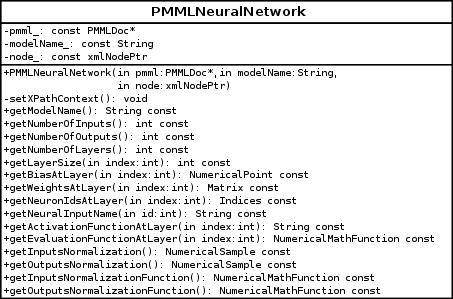 PMMLNeuralNetwork
-pmml_: const PMMLDoc*
-modelName_: const String
-node_: const xmlNodePtr
+PMMLNeuralNetwork(in pmml:PMMLDoc*,in modelName:String,
in node:xmlNodePtr)
-setXPathContext(): void
+getModelName(): String const
+getNumberOfInputs(): int const
+getNumberOfOutputs(): int const
+getNumberOfLayers(): int const
+getLayerSize(in index:int): int const
+getBiasAtLayer(in index:int): NumericalPoint const
+getWeightsAtLayer(in index:int): Matrix const
+getNeuronIdsAtLayer(in index:int): Indices const
+getNeuralInputName(in id:int): String const
+getActivationFunctionAtLayer(in index:int): String const
+getEvaluationFunctionAtLayer(in index:int): NumericalMathFunction const
+getInputsNormalization(): NumericalSample const
+getOutputsNormalization(): NumericalSample const
+getInputsNormalizationFunction(): NumericalMathFunction const
+getOutputsNormalizationFunction(): NumericalMathFunction const